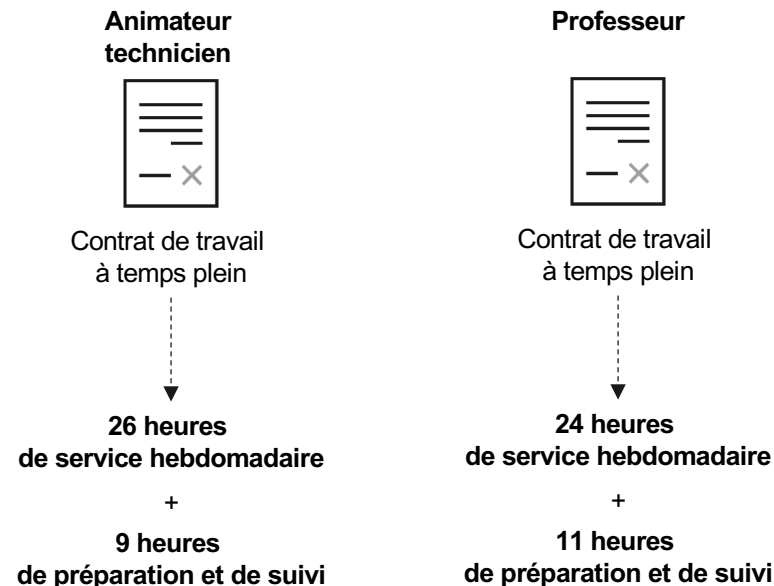 Animateur
technicien
Contrat de travail
à temps plein
26 heures
de service hebdomadaire
+
9 heures
de préparation et de suivi
Professeur
Contrat de travail
à temps plein
24 heures
de service hebdomadaire
+
11 heures
de préparation et de suivi